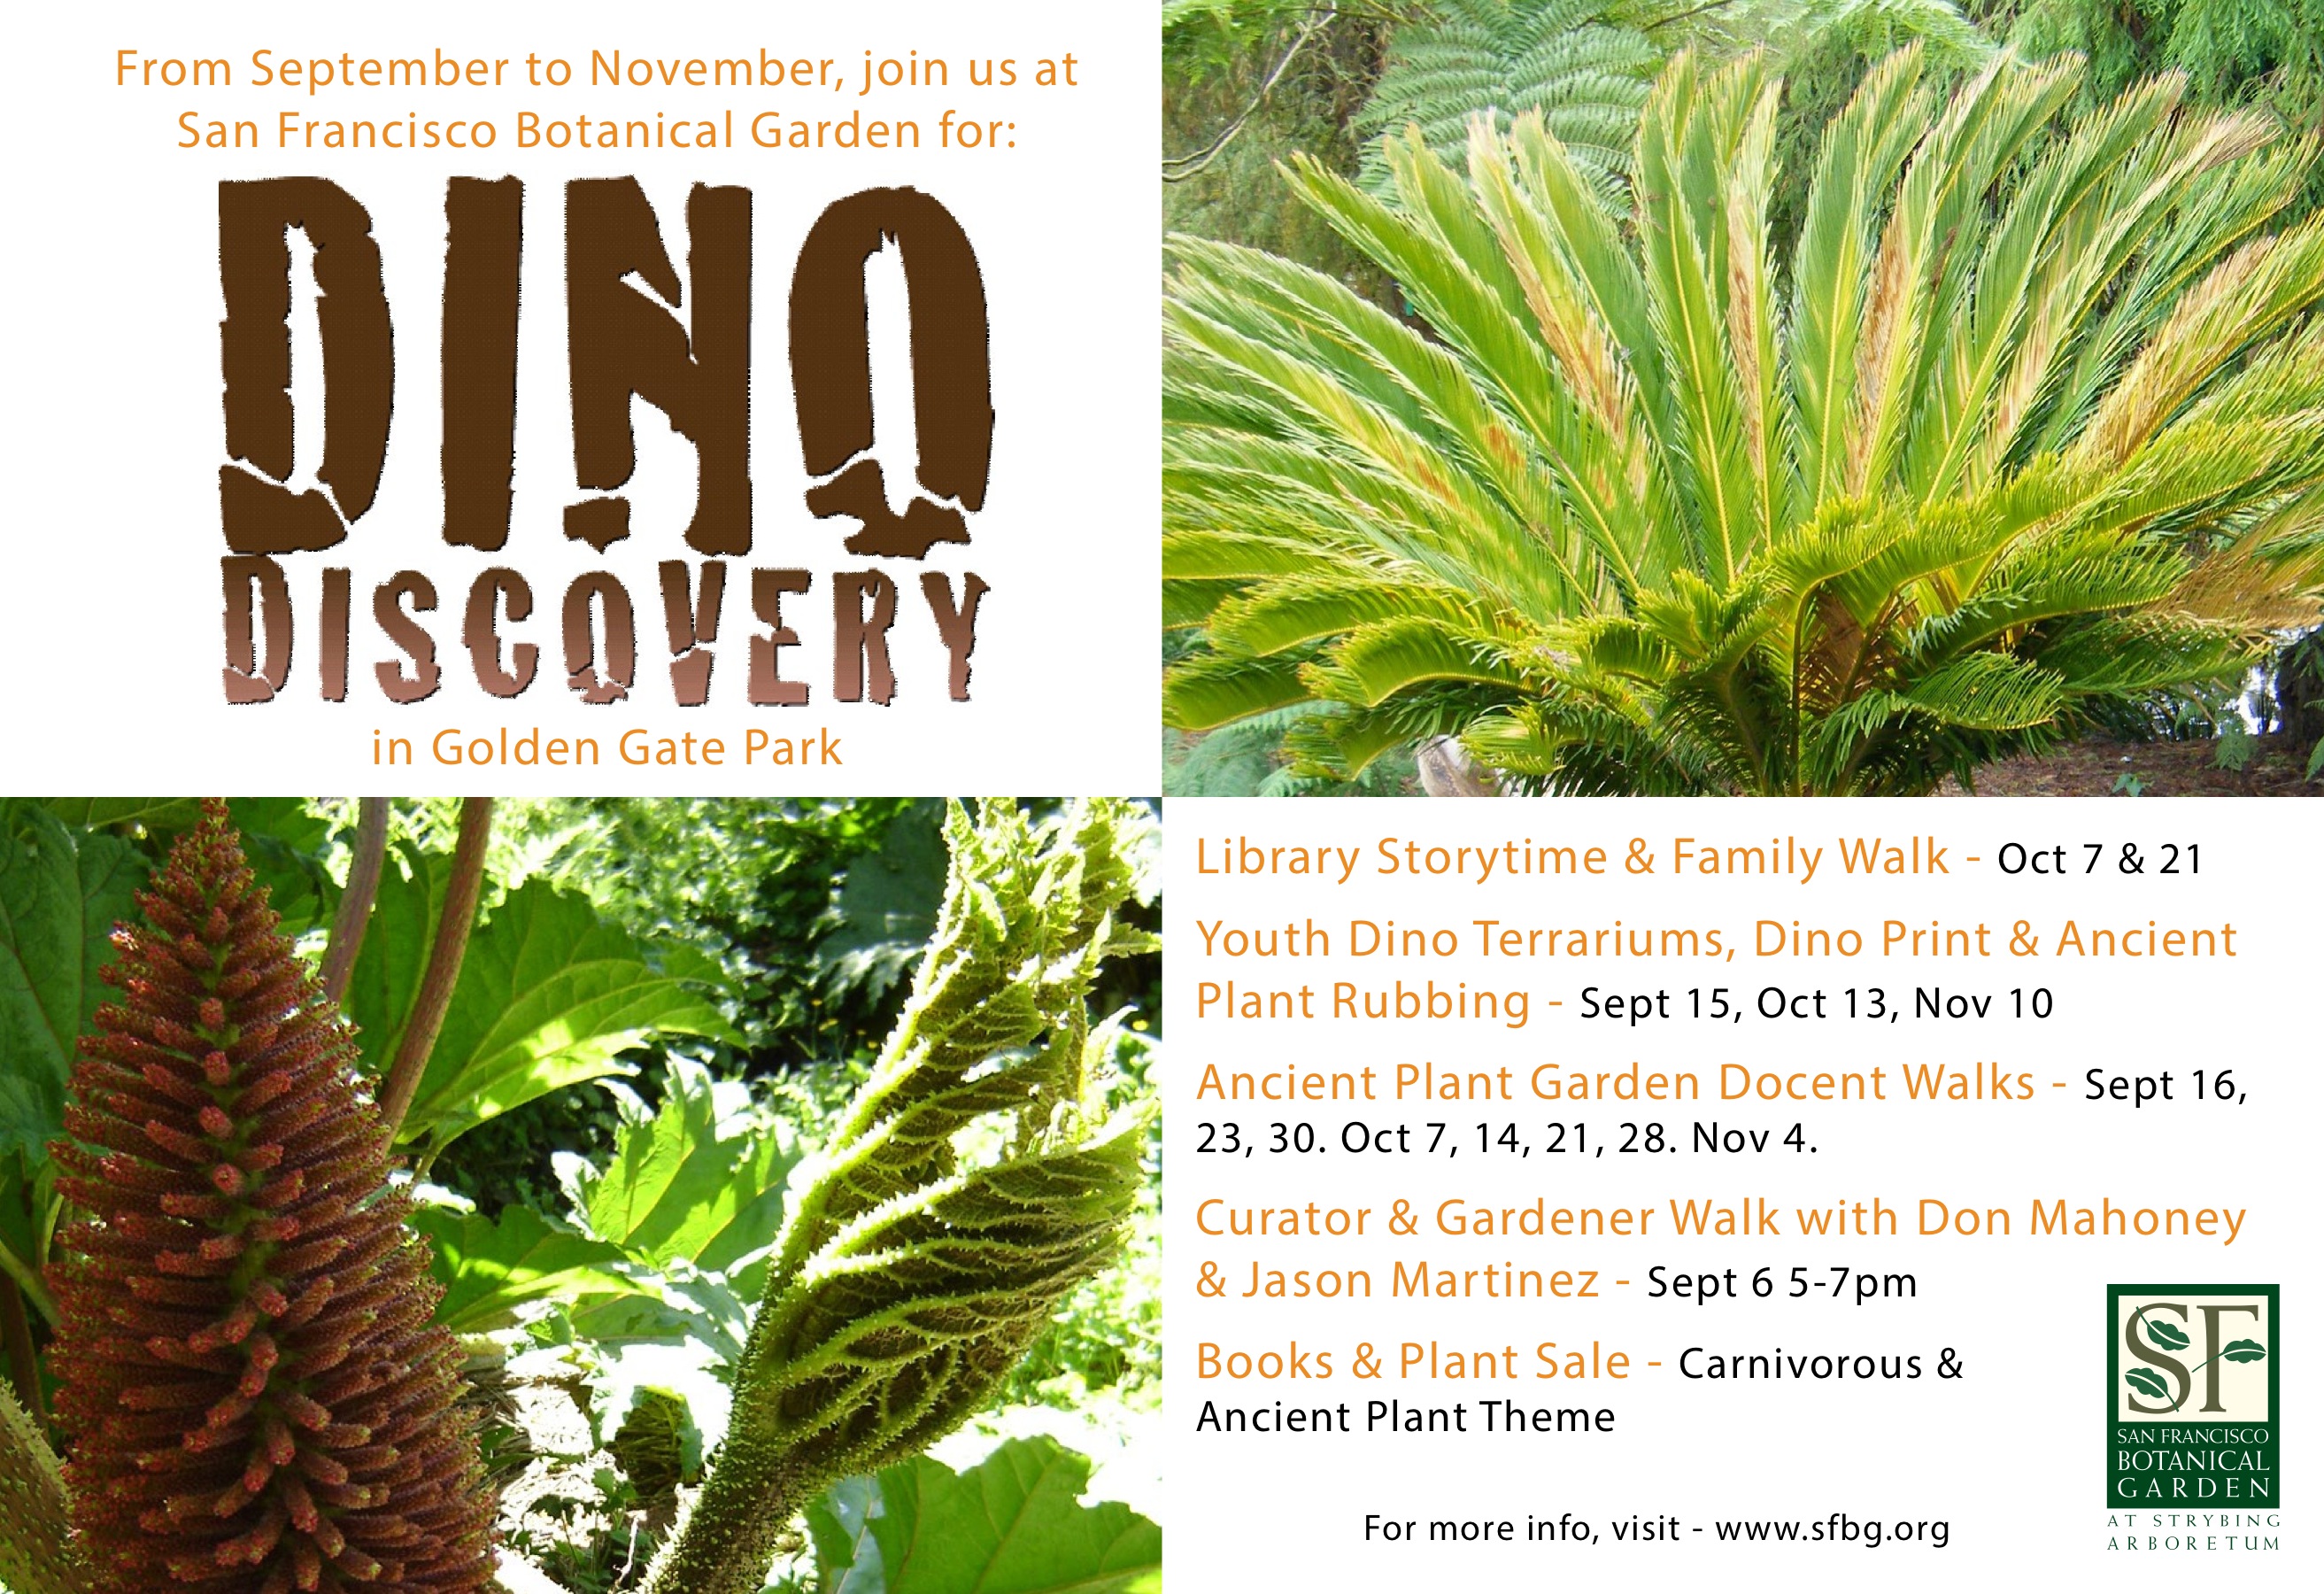 From September to November, join us at
San Francisco Botanical Garden for:
DINO
DISCOVERY
in Golden Gate Park
Library Storytime & Family Walk - Oct 7 & 21
Youth Dino Terrariums, Dino Print & Ancient
Plant Rubbing - Sept 15, Oct 13, Nov 10
Ancient Plant Garden Docent Walks - Sept 16,
23, 30. Oct 7, 14, 21, 28. Nov 4.
Curator & Gardener Walk with Don Mahoney
& Jason Martinez - Sept 6 5-7pm
Books & Plant Sale - Carnivorous &
Ancient Plant Theme
For more info, visit - www.sfbg.org
SF
SAN FRANCISCO
BOTANICAL
GARDEN
AT STRYBING
ARBORETUM